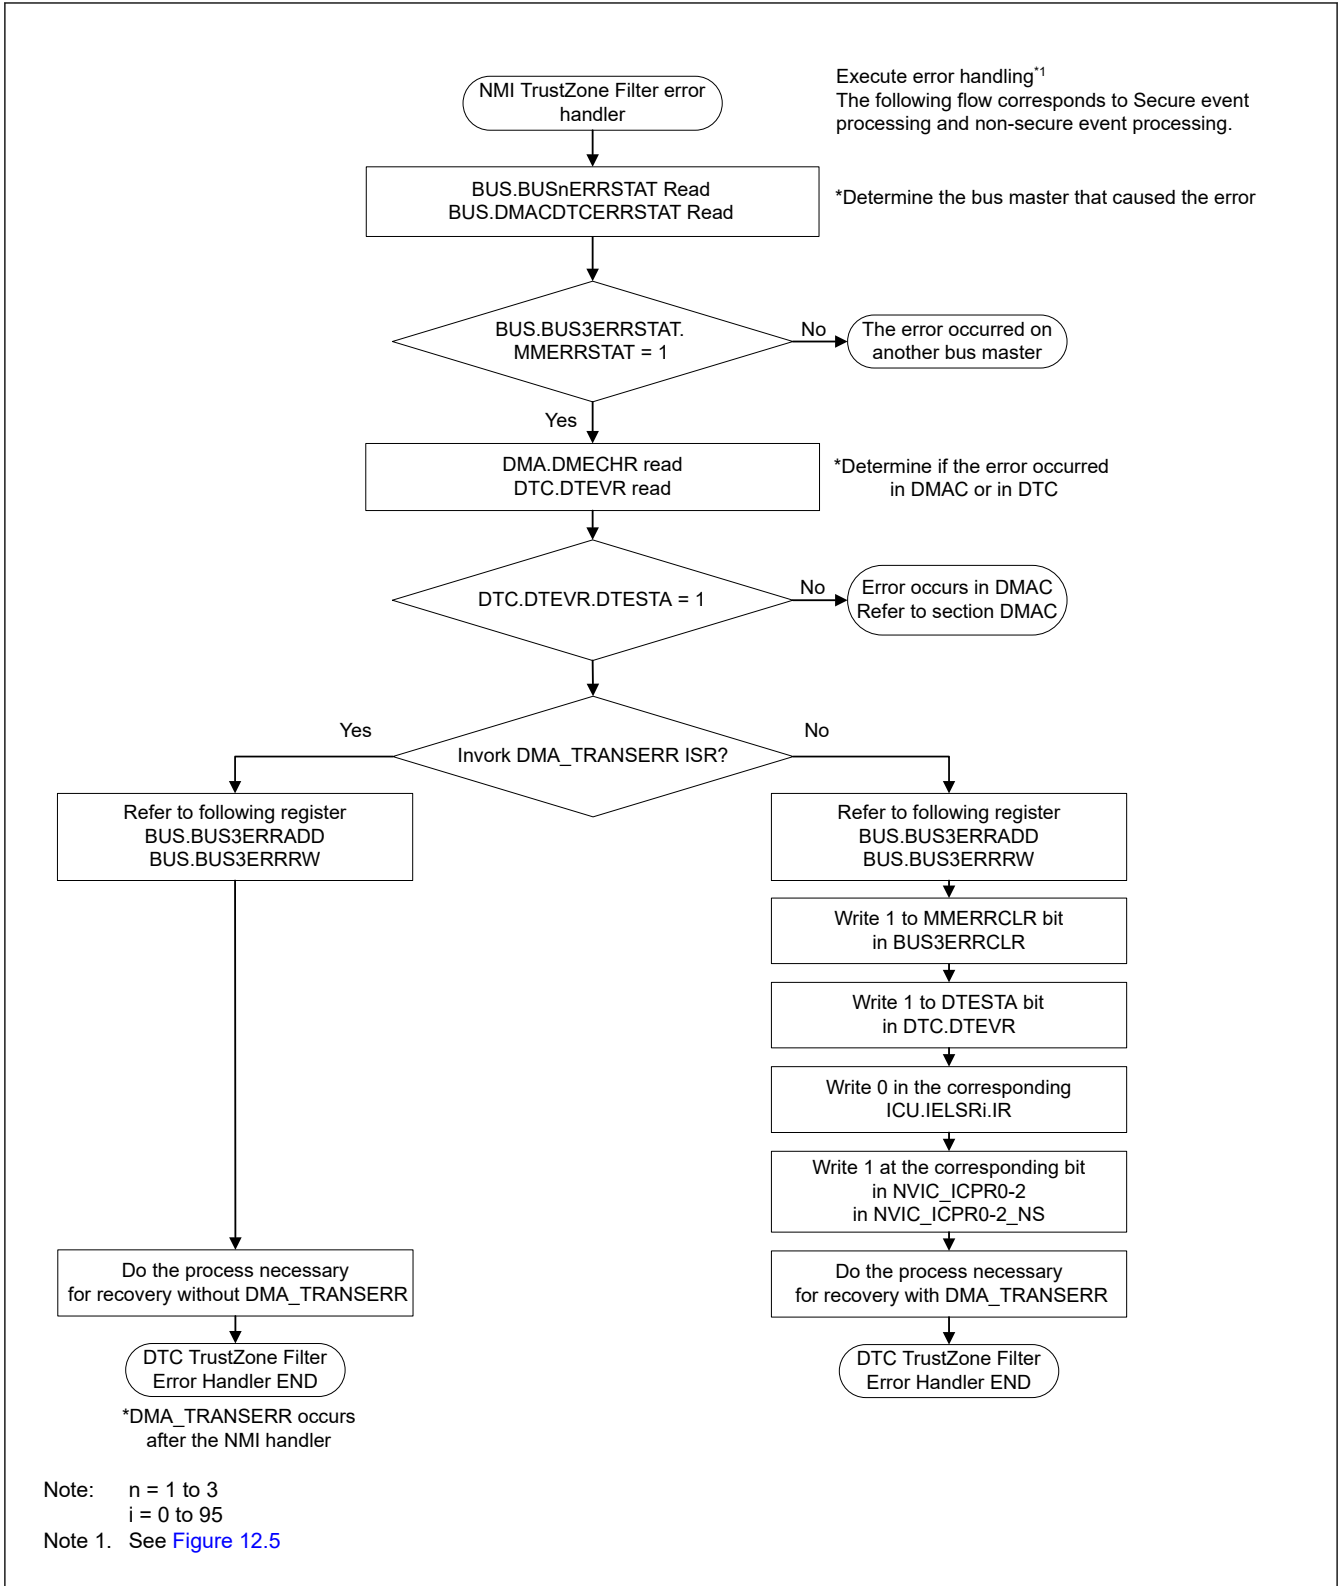 NMI TrustZone Filter error
handler
Execute error handling*1
The following flow corresponds to Secure event
processing and non-secure event processing.
BUS.BUSnERRSTAT Read
BUS.DMACDTCERRSTAT Read
*Determine the bus master that caused the error
BUS.BUS3ERRSTAT.
MMERRSTAT = 1
No
The error occurred on
another bus master
Yes
DMA.DMECHR read
DTC.DTEVR read
*Determine if the error occurred
in DMAC or in DTC
DTC.DTEVR.DTESTA = 1
No
Error occurs in DMAC
Refer to section DMAC
Invork DMA_TRANSERR ISR?
Yes
No
Refer to following register
BUS.BUS3ERRADD
BUS.BUS3ERRRW
Refer to following register
BUS.BUS3ERRADD
BUS.BUS3ERRRW
Write 1 to MMERRCLR bit
in BUS3ERRCLR
Write 1 to DTESTA bit
in DTC.DTEVR
Write 0 in the corresponding
ICU.IELSRi.IR
Write 1 at the corresponding bit
in NVIC_ICPR0-2
in NVIC_ICPR0-2_NS
Do the process necessary
for recovery without DMA_TRANSERR
Do the process necessary
for recovery with DMA_TRANSERR
DTC TrustZone Filter
Error Handler END
DTC TrustZone Filter
Error Handler END
*DMA_TRANSERR occurs
after the NMI handler
Note: n = 1 to 3
i = 0 to 95
Note 1. See Figure 12.5